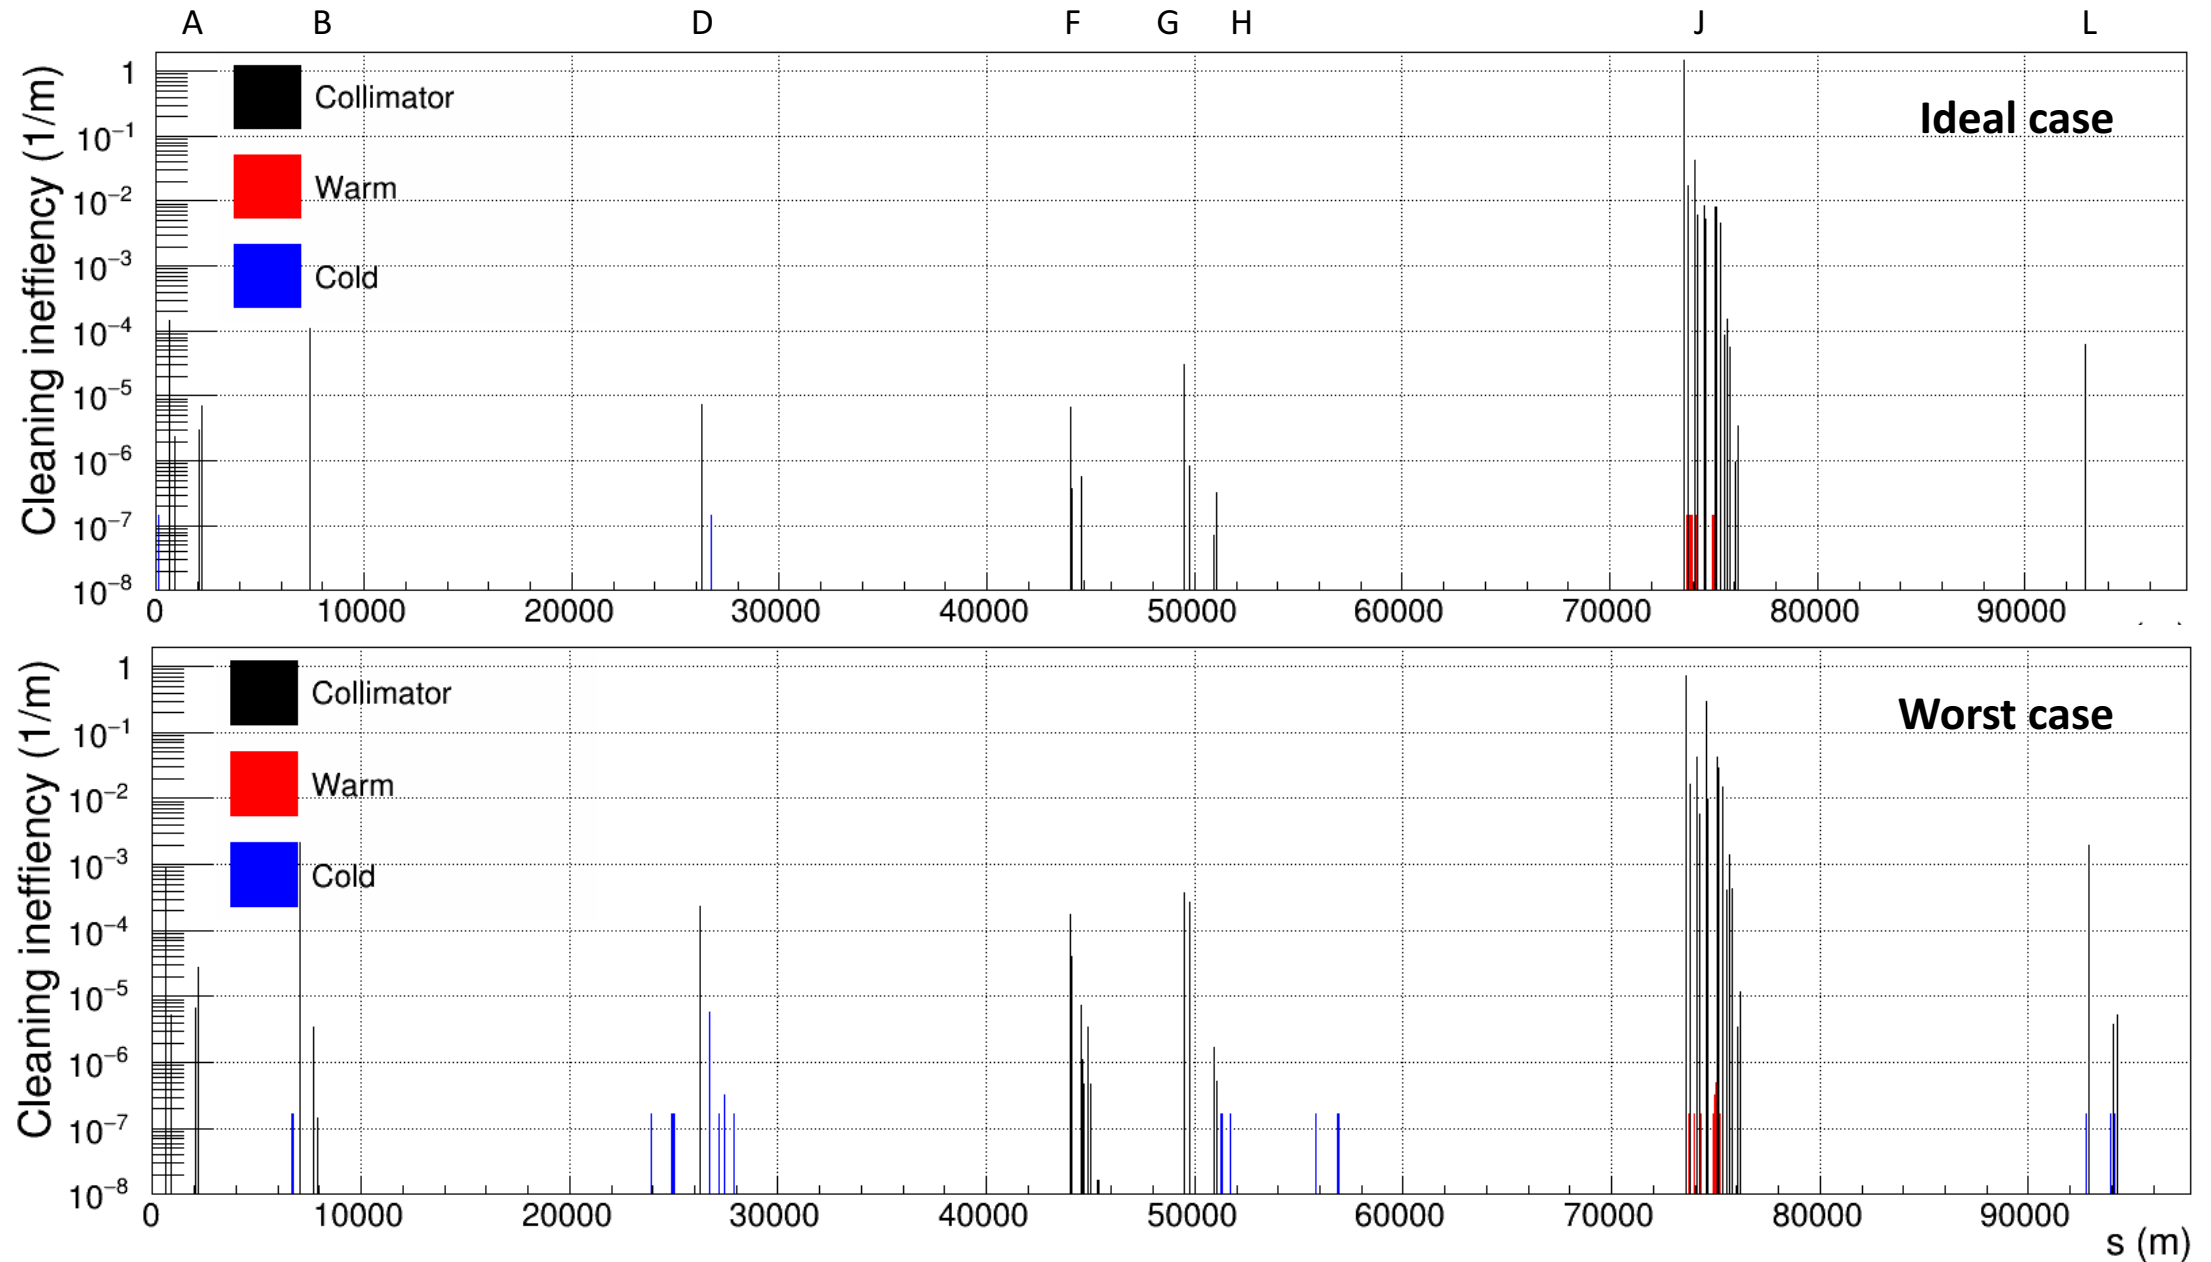 A B D F G H J L
Cleaning ineffiency (1/m)
1
10⁻¹
10⁻²
10⁻³
10⁻⁴
10⁻⁵
10⁻⁶
10⁻⁷
10⁻⁸
Collimator
Warm
Cold
Ideal case
0 10000 20000 30000 40000 50000 60000 70000 80000 90000
Cleaning ineffiency (1/m)
1
10⁻¹
10⁻²
10⁻³
10⁻⁴
10⁻⁵
10⁻⁶
10⁻⁷
10⁻⁸
Collimator
Warm
Cold
Worst case
0 10000 20000 30000 40000 50000 60000 70000 80000 90000
s (m)